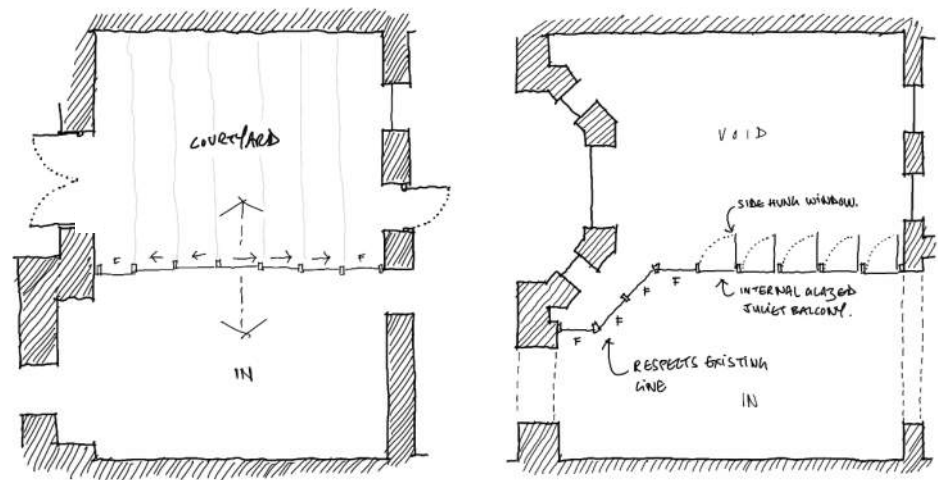 COURTYARD
F
F
IN
VOID
SIDE HUNG WINDOW.
INTERNAL GLAZED
JULIET BALCONY.
F
F
F
F
RESPECTS EXISTING
LINE
IN